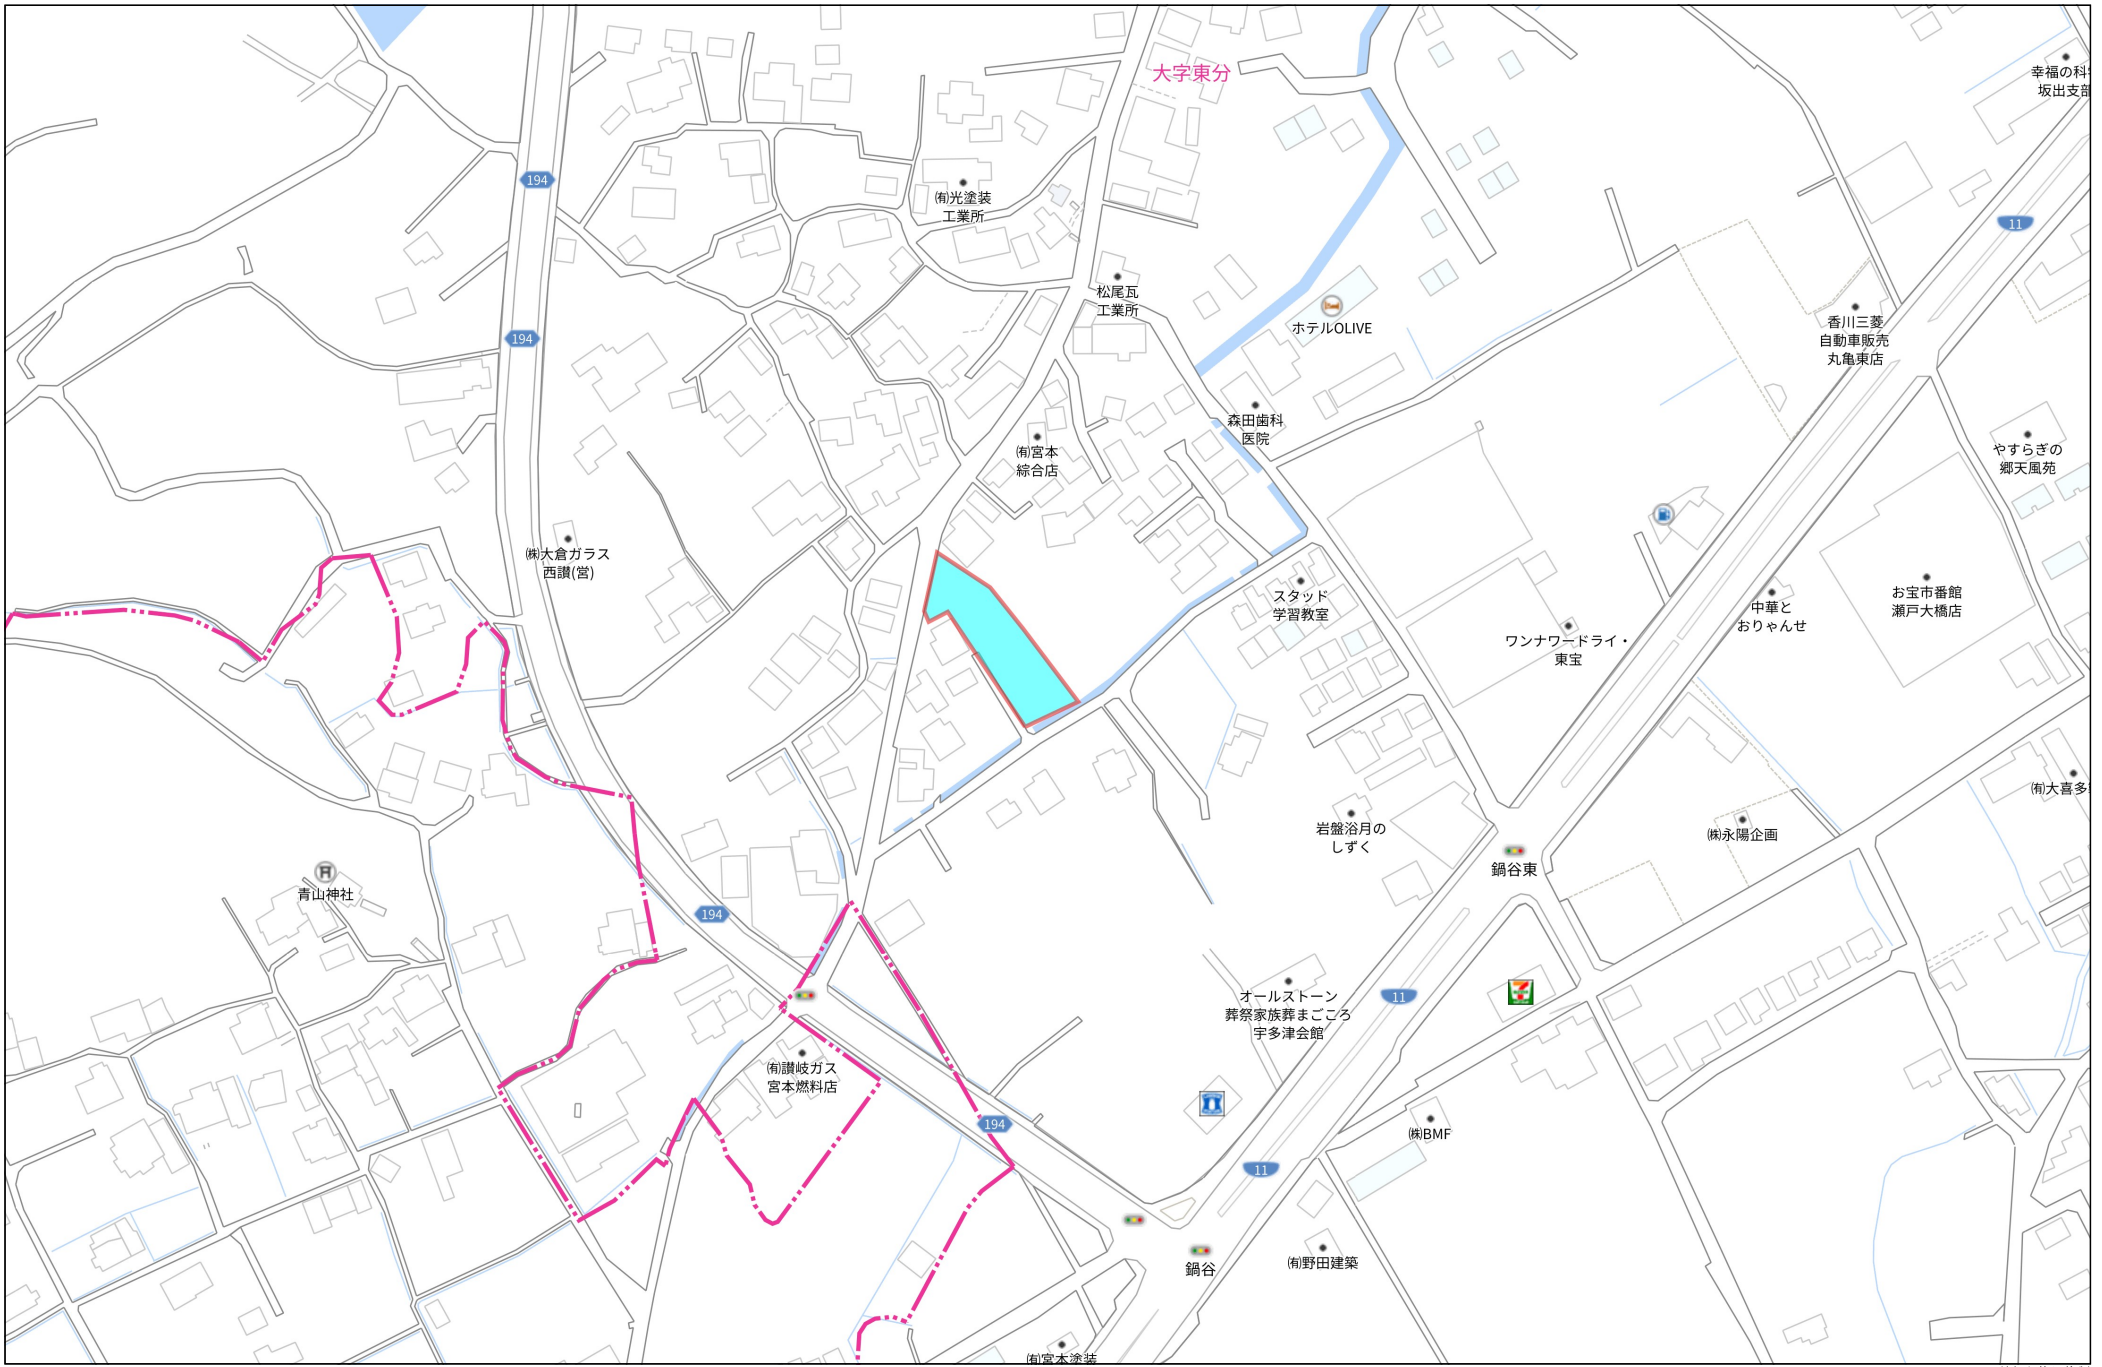 大字東分
幸福の科学
坂出支部
194
㈲光塗装
工業所
11
松尾瓦
工業所
ホテルOLIVE
香川三菱
自動車販売
丸亀東店
194
森田歯科
医院
㈲宮本
綜合店
やすらぎの
郷天風苑
㈱大倉ガラス
西讃(営)
スタッド
学習教室
中華と
おりゃんせ
お宝市番館
瀬戸大橋店
ワンナワードライ・
東宝
㈲大喜多
岩盤浴月の
しずく
㈱永陽企画
鍋谷東
青山神社
194
オールストーン
葬祭家族葬まごころ
宇多津会館
11
㈲讃岐ガス
宮本燃料店
194
㈱BMF
11
鍋谷
㈲野田建築
㈲宮本塗装